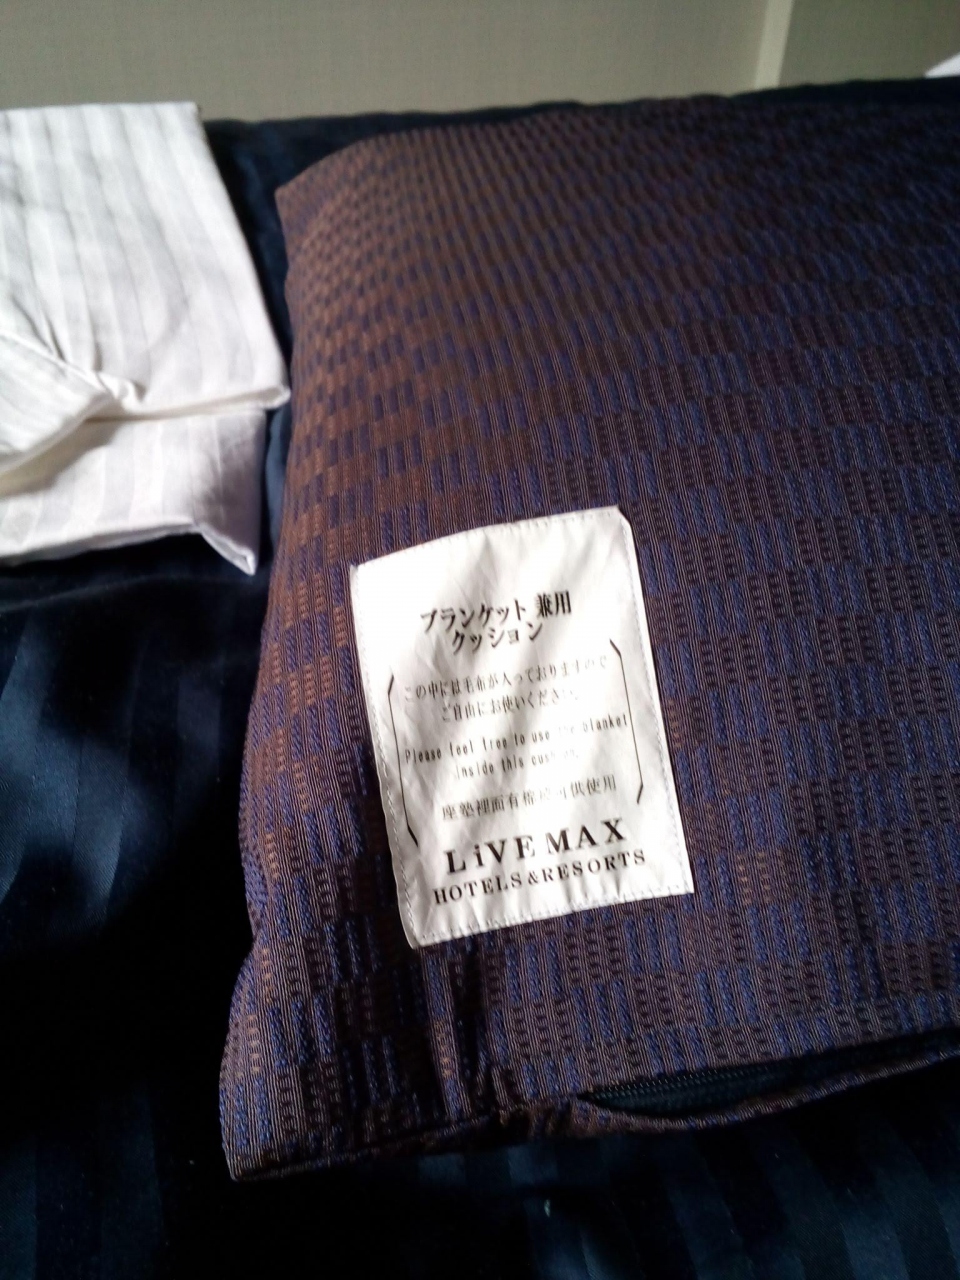 ブランケット 兼用
クッション
この中には毛布が入っておりますので
ご自由にお使いください。
Please feel free to use the blanket
inside this cushion.
座墊裡面有 可供使用
LiVE MAX
HOTELS&RESORTS